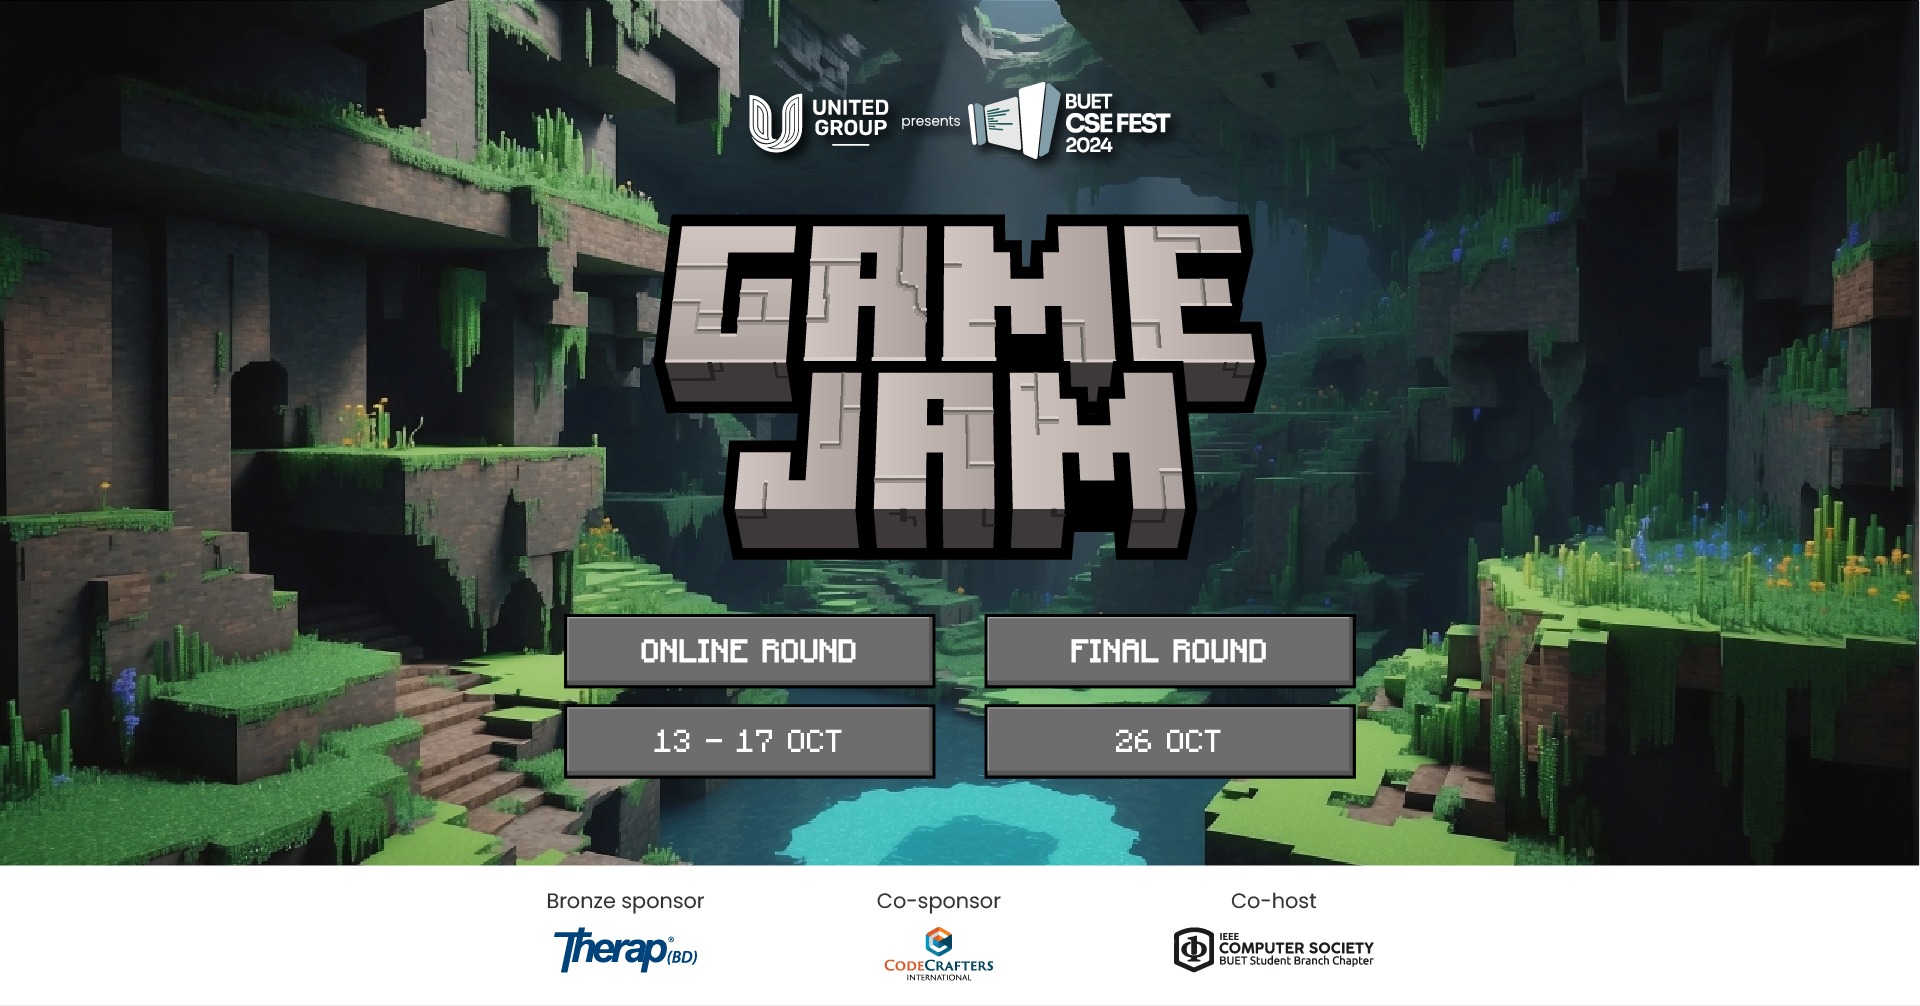 UNITED
GROUP
presents
BUET
CSE FEST
2024
GAME
JAM
ONLINE ROUND
FINAL ROUND
13 - 17 OCT
26 OCT
Bronze sponsor
Therap® (BD)
Co-sponsor
CODECRAFTERS
INTERNATIONAL
Co-host
IEEE
COMPUTER SOCIETY
BUET Student Branch Chapter